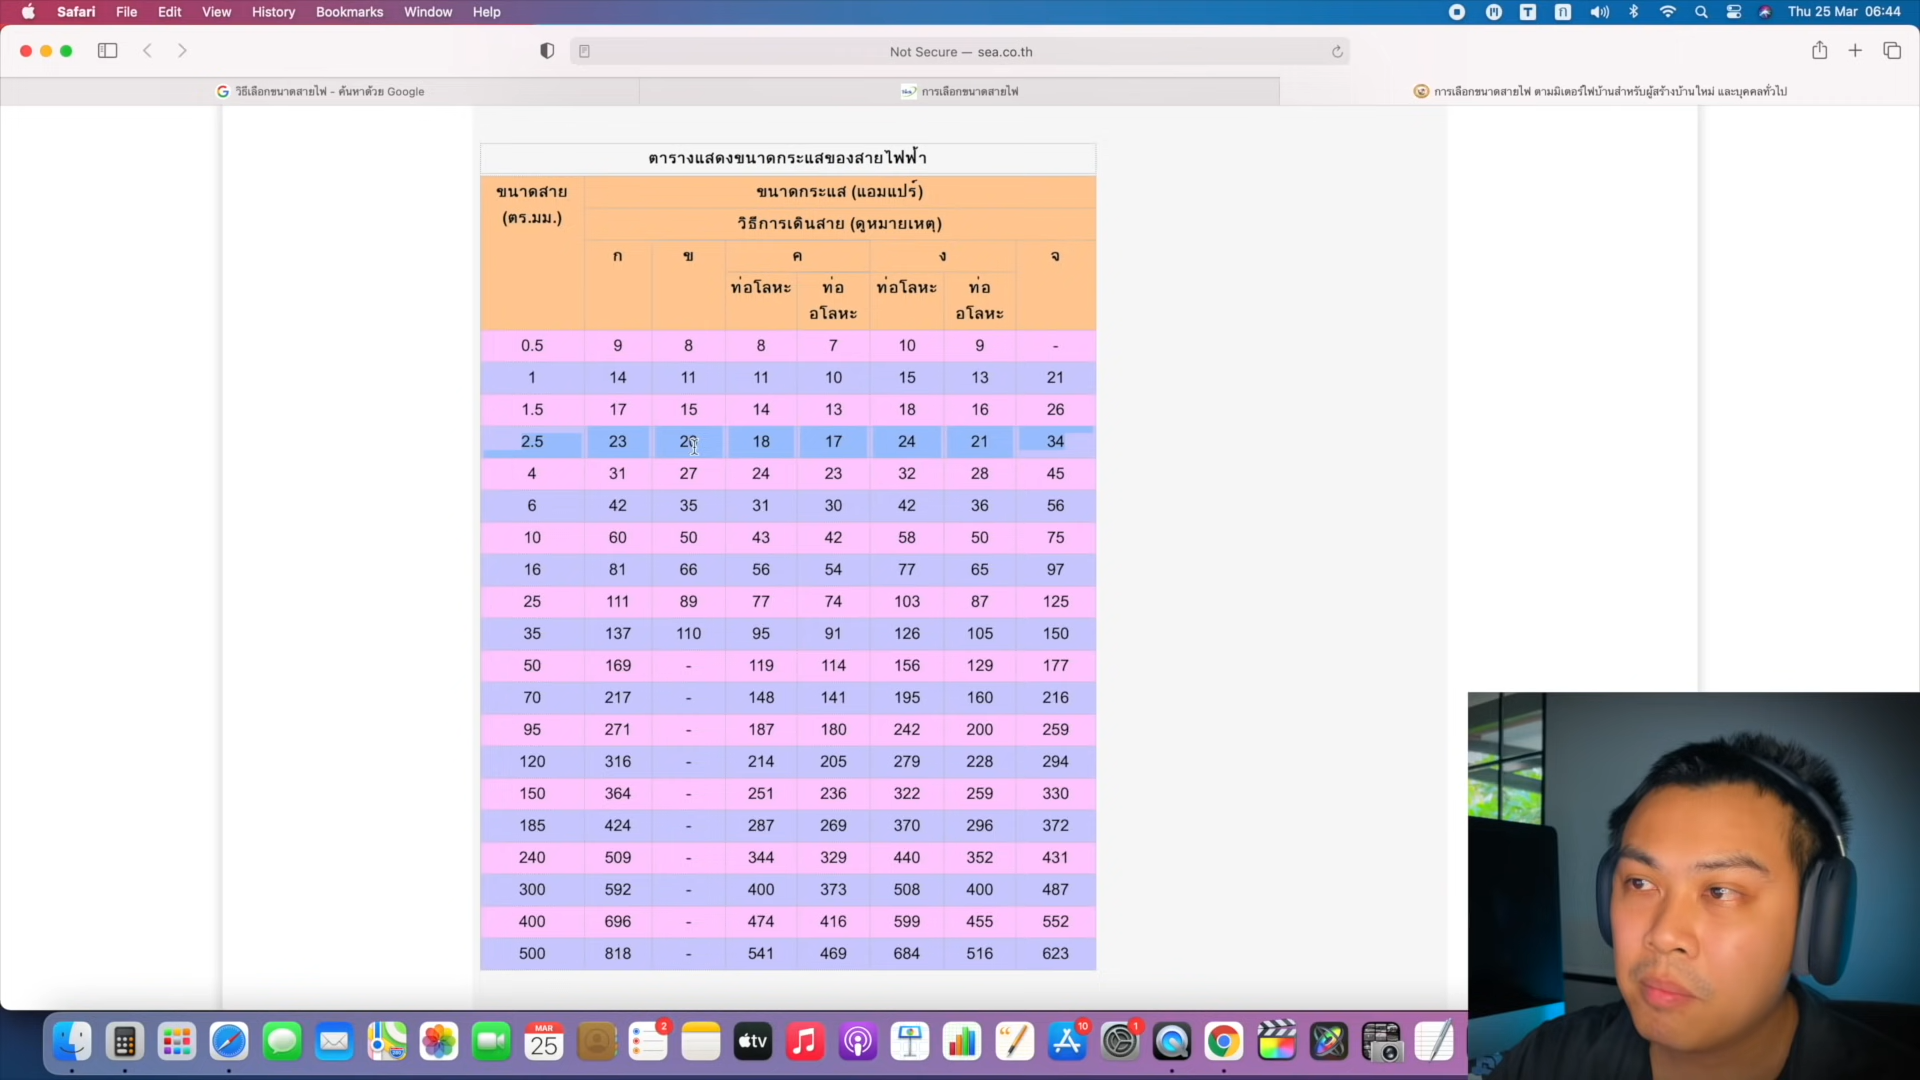 Safari File Edit View History Bookmarks Window Help Thu 25 Mar 06:44
Not Secure — sea.co.th
วิธีเลือกขนาดสายไฟ - ค้นหาด้วย Google การเลือกขนาดสายไฟ การเลือกขนาดสายไฟ ตามมิเตอร์ไฟบ้านสำหรับผู้สร้างบ้านใหม่ และบุคคลทั่วไป
ตารางแสดงขนาดกระแสของสายไฟฟ้า
ขนาดสาย ขนาดกระแส (แอมแปร์)
(ตร.มม.) วิธีการเดินสาย (ดูหมายเหตุ)
ก ข ค ง จ
ท่อโลหะ ท่อ ท่อโลหะ ท่อ
อโลหะ อโลหะ
0.5 9 8 8 7 10 9 -
1 14 11 11 10 15 13 21
1.5 17 15 14 13 18 16 26
2.5 23 20 18 17 24 21 34
4 31 27 24 23 32 28 45
6 42 35 31 30 42 36 56
10 60 50 43 42 58 50 75
16 81 66 56 54 77 65 97
25 111 89 77 74 103 87 125
35 137 110 95 91 126 105 150
50 169 - 119 114 156 129 177
70 217 - 148 141 195 160 216
95 271 - 187 180 242 200 259
120 316 - 214 205 279 228 294
150 364 - 251 236 322 259 330
185 424 - 287 269 370 296 372
240 509 - 344 329 440 352 431
300 592 - 400 373 508 400 487
400 696 - 474 416 599 455 552
500 818 - 541 469 684 516 623
MAR 2 tv 10 1
25